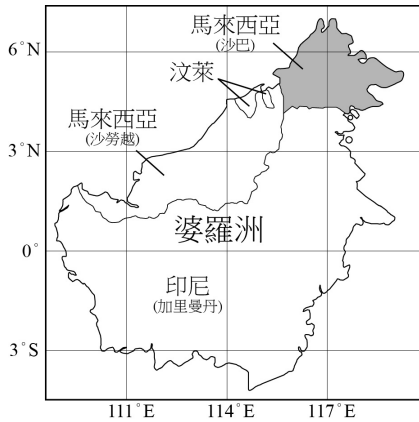 馬來西亞
(沙巴)
6°N
汶萊
馬來西亞
(沙勞越)
3°N
婆羅洲
0°
印尼
(加里曼丹)
3°S
111°E 114°E 117°E